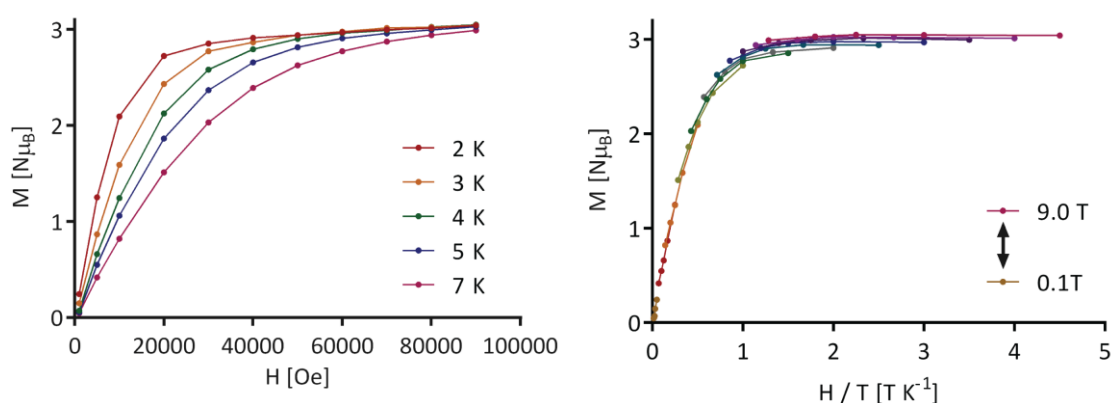 3
2
1
0
M [NμB]
2 K
3 K
4 K
5 K
7 K
0 20000 40000 60000 80000 100000
H [Oe]
3
2
1
0
M [NμB]
9.0 T
0.1T
0 1 2 3 4 5
H / T [T K⁻¹]